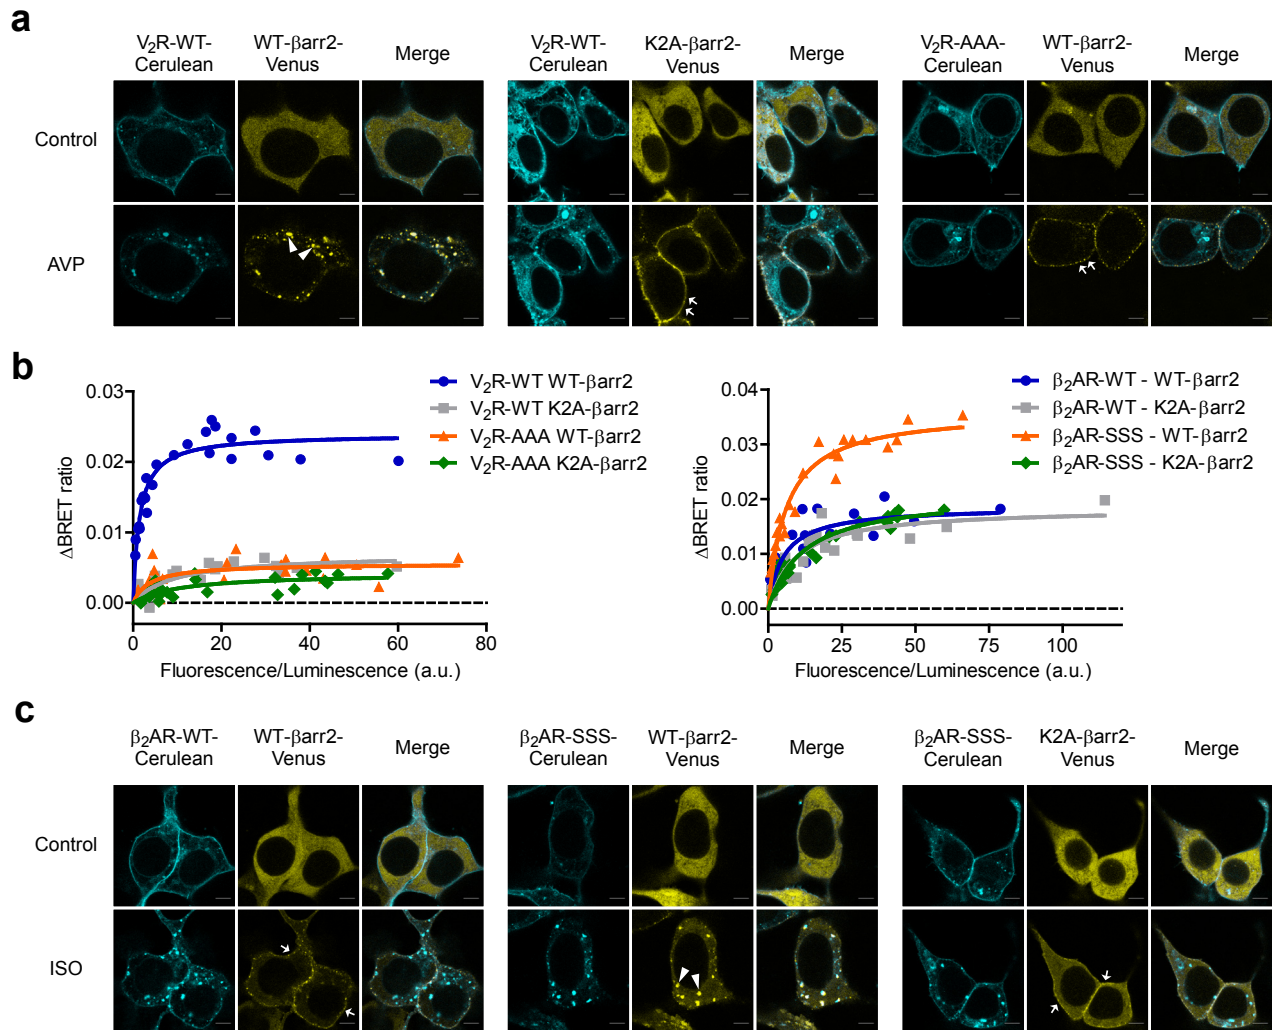 a
V2R-WT-
Cerulean
WT-βarr2-
Venus
Merge
V2R-WT-
Cerulean
K2A-βarr2-
Venus
Merge
V2R-AAA-
Cerulean
WT-βarr2-
Venus
Merge
Control
AVP
b
0.03
0.02
0.01
0.00
ΔBRET ratio
0 20 40 60 80
Fluorescence/Luminescence (a.u.)
V2R-WT WT-βarr2
V2R-WT K2A-βarr2
V2R-AAA WT-βarr2
V2R-AAA K2A-βarr2
0.04
0.03
0.02
0.01
0.00
ΔBRET ratio
0 25 50 75 100
Fluorescence/Luminescence (a.u.)
β2AR-WT - WT-βarr2
β2AR-WT - K2A-βarr2
β2AR-SSS - WT-βarr2
β2AR-SSS - K2A-βarr2
c
β2AR-WT-
Cerulean
WT-βarr2-
Venus
Merge
β2AR-SSS-
Cerulean
WT-βarr2-
Venus
Merge
β2AR-SSS-
Cerulean
K2A-βarr2-
Venus
Merge
Control
ISO